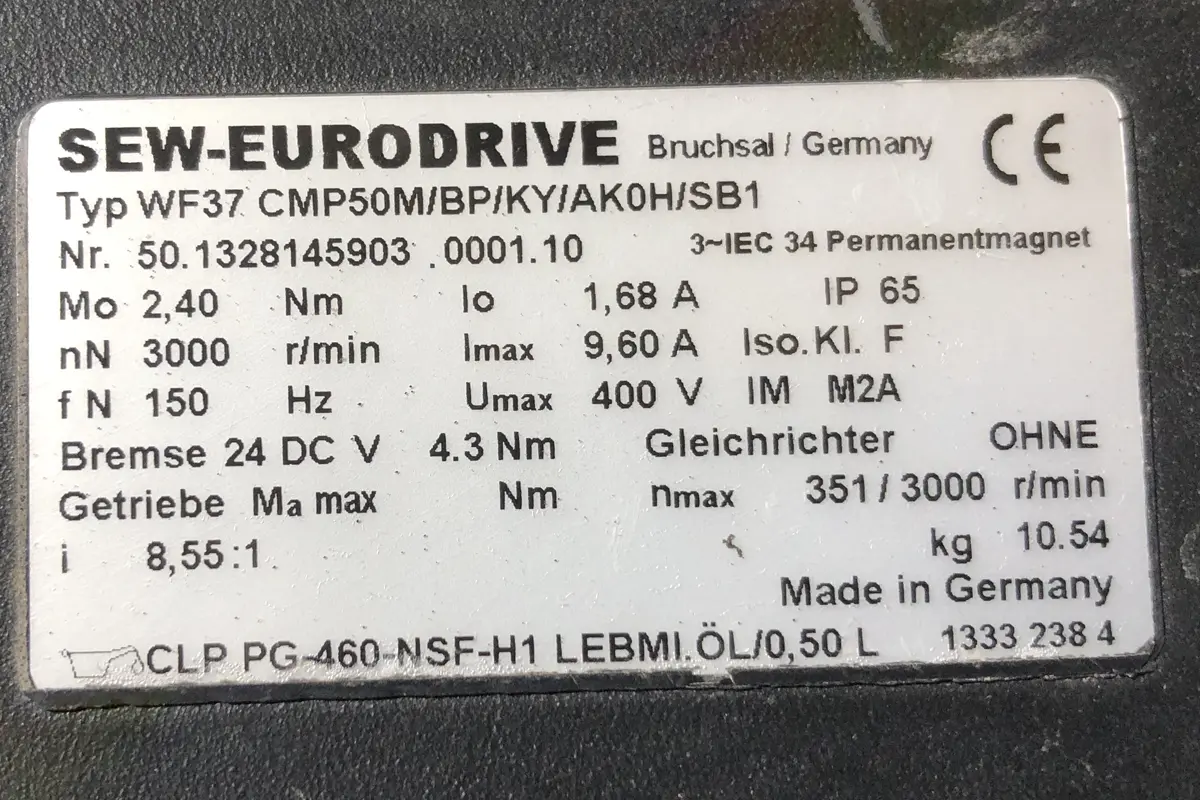 SEW-EURODRIVE Bruchsal / Germany CE
Typ WF37 CMP50M/BP/KY/AK0H/SB1
Nr. 50.1328145903.0001.10 3~IEC 34 Permanentmagnet
Mo 2,40 Nm Io 1,68 A IP 65
nN 3000 r/min Imax 9,60 A Iso.Kl. F
fN 150 Hz Umax 400 V IM M2A
Bremse 24 DC V 4.3 Nm Gleichrichter OHNE
Getriebe Ma max Nm nmax 351 / 3000 r/min
i 8,55:1 kg 10.54
Made in Germany
CLP PG-460-NSF-H1 LEBMI.ÖL/0,50 L 1333 238 4